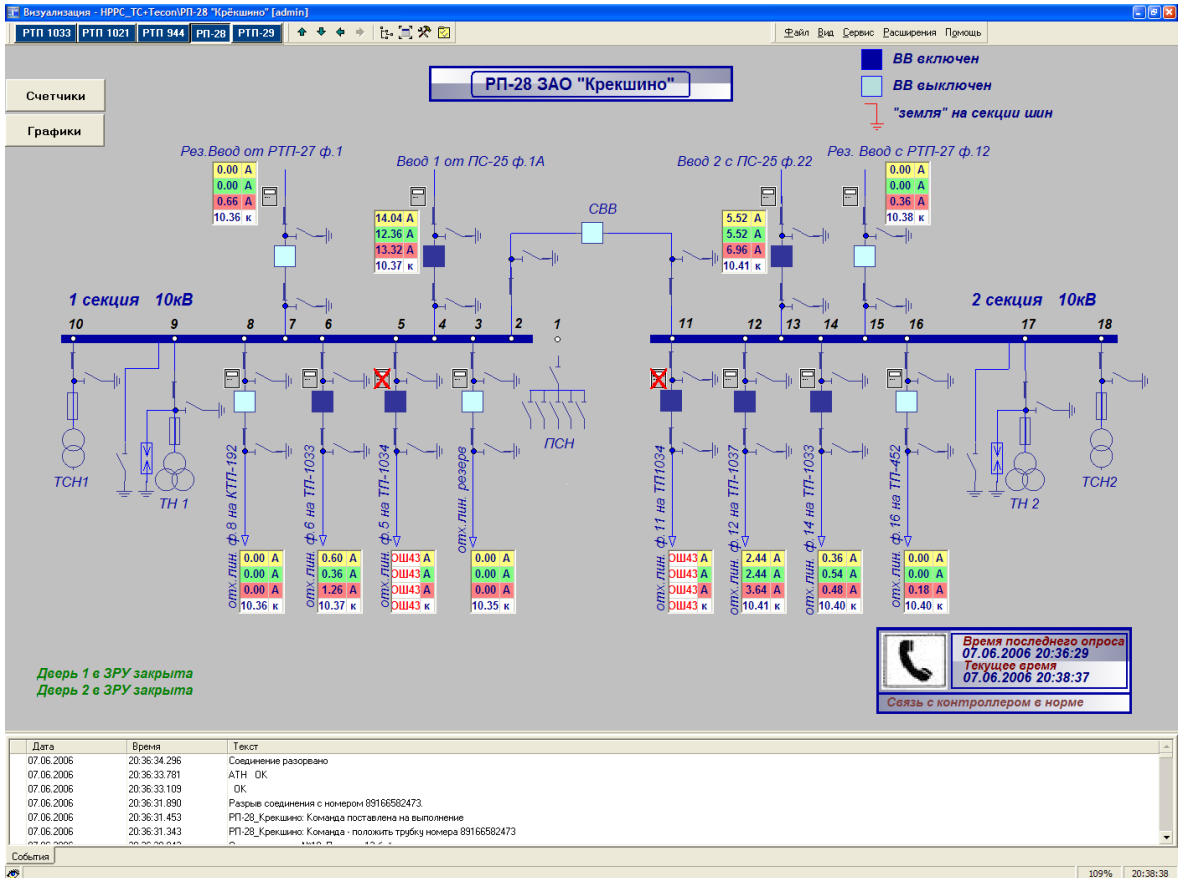 Визуализация - HPPC_TC+Tecon\РП-28 "Крёкшино" [admin]
РТП 1033 РТП 1021 РТП 944 РП-28 РТП-29
Файл Вид Сервис Расширения Помощь
Счетчики
Графики
РП-28 ЗАО "Крекшино"
ВВ включен
ВВ выключен
"земля" на секции шин
Рез.Ввод от РТП-27 ф.1
0.00 А
0.00 А
0.66 А
10.36 к
Ввод 1 от ПС-25 ф.1А
14.04 А
12.36 А
13.32 А
10.37 к
СВВ
Ввод 2 с ПС-25 ф.22
5.52 А
5.52 А
6.96 А
10.41 к
Рез. Ввод с РТП-27 ф.12
0.00 А
0.00 А
0.36 А
10.38 к
1 секция 10кВ
2 секция 10кВ
10 9 8 7 6 5 4 3 2 1 11 12 13 14 15 16 17 18
ТСН1
ТН 1
ПСН
ТН 2
ТСН2
отх.лин. ф.8 на КТП-192
0.00 А
0.00 А
0.00 А
10.36 к
отх.лин. ф.6 на ТП-1033
0.60 А
0.36 А
1.26 А
10.37 к
отх.лин. ф.5 на ТП-1034
ОШ43 А
ОШ43 А
ОШ43 А
ОШ43 к
отх.лин. резерв
0.00 А
0.00 А
0.00 А
10.35 к
отх.лин. ф.11 на ТП1034
ОШ43 А
ОШ43 А
ОШ43 А
ОШ43 к
отх.лин. ф.12 на ТП-1037
2.44 А
2.44 А
3.64 А
10.41 к
отх.лин. ф.14 на ТП-1033
0.36 А
0.54 А
0.48 А
10.40 к
отх.лин. ф.16 на ТП-452
0.00 А
0.00 А
0.18 А
10.40 к
Дверь 1 в ЗРУ закрыта
Дверь 2 в ЗРУ закрыта
Время последнего опроса
07.06.2006 20:36:29
Текущее время
07.06.2006 20:38:37
Связь с контроллером в норме
Дата Время Текст
07.06.2006 20:36:34.296 Соединение разорвано
07.06.2006 20:36:33.781 ATH OK
07.06.2006 20:36:33.109 OK
07.06.2006 20:36:31.890 Разрыв соединения с номером 89166582473.
07.06.2006 20:36:31.453 РП-28_Крекшино: Команда поставлена на выполнение
07.06.2006 20:36:31.343 РП-28_Крекшино: Команда - положить трубку номера 89166582473
События
109% 20:38:38